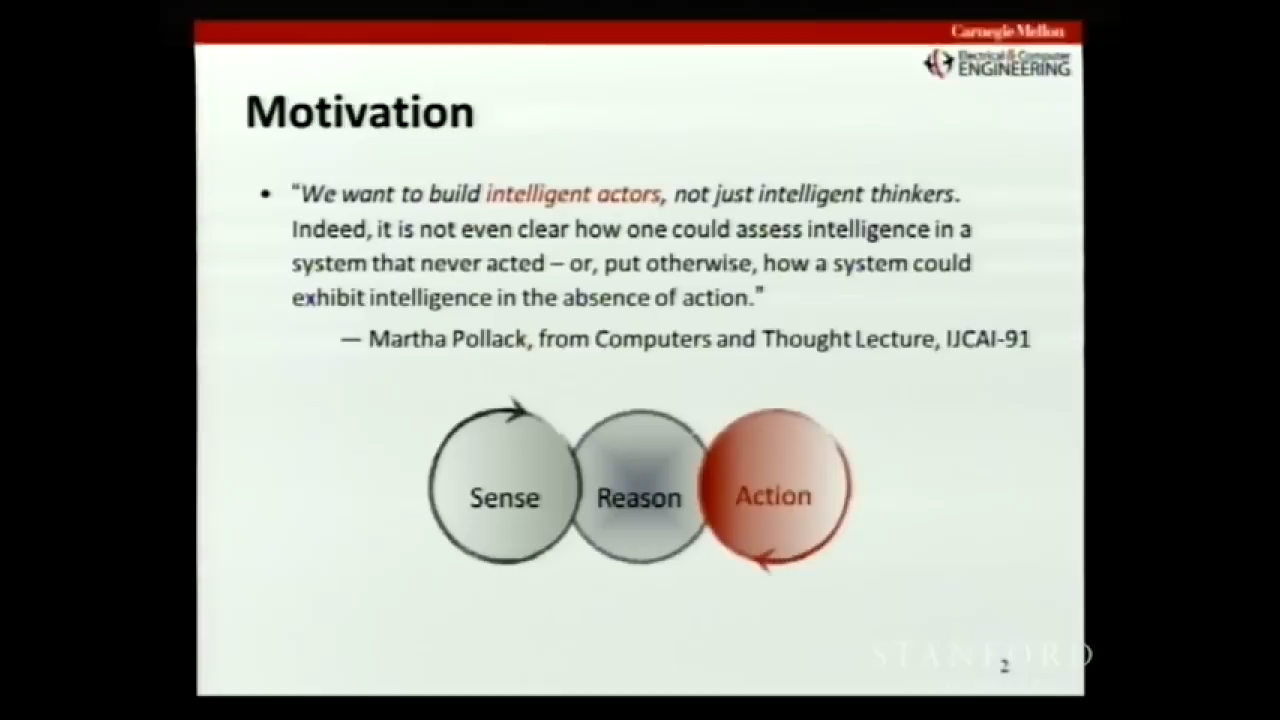 Carnegie Mellon
Electrical & Computer
ENGINEERING
Motivation
• "We want to build intelligent actors, not just intelligent thinkers.
Indeed, it is not even clear how one could assess intelligence in a
system that never acted – or, put otherwise, how a system could
exhibit intelligence in the absence of action."
— Martha Pollack, from Computers and Thought Lecture, IJCAI-91
Sense Reason Action
STANFORD
2